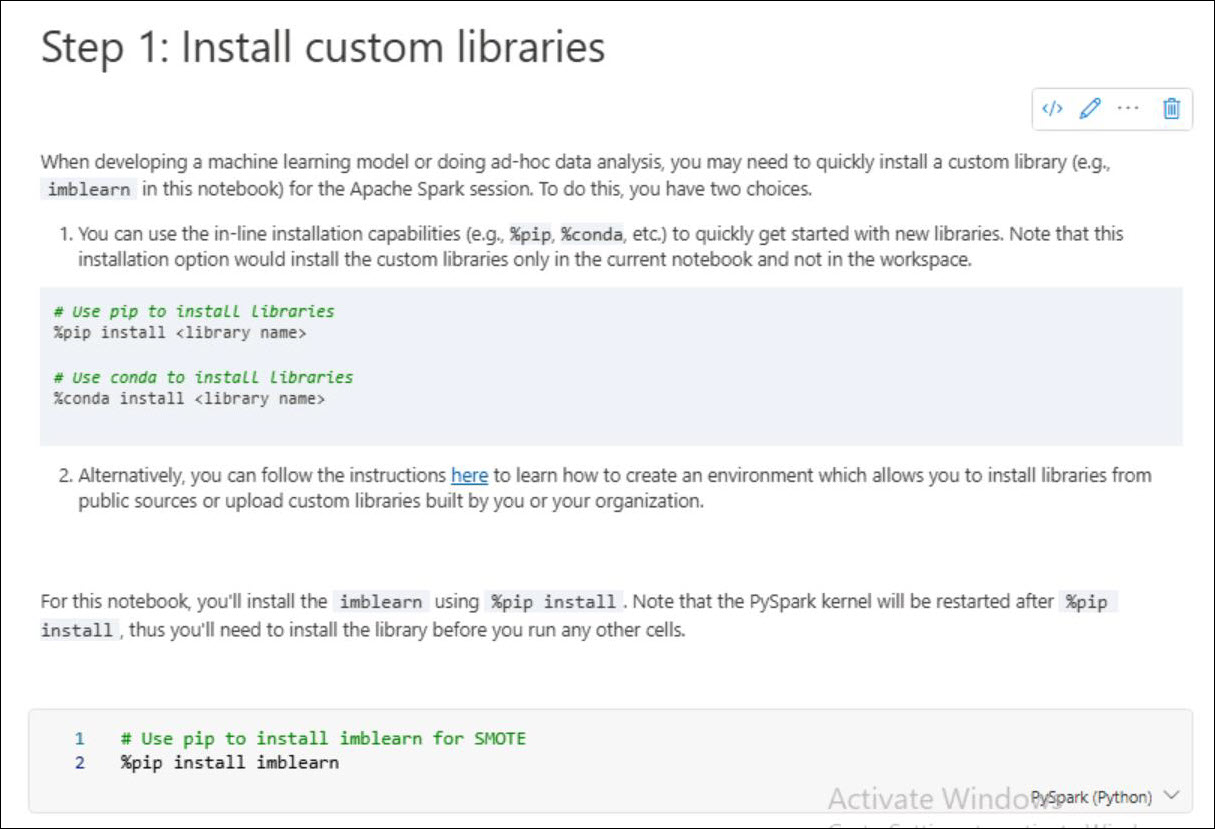 Step 1: Install custom libraries
</>
When developing a machine learning model or doing ad-hoc data analysis, you may need to quickly install a custom library (e.g.,
imblearn in this notebook) for the Apache Spark session. To do this, you have two choices.
1. You can use the in-line installation capabilities (e.g., %pip, %conda, etc.) to quickly get started with new libraries. Note that this
installation option would install the custom libraries only in the current notebook and not in the workspace.
# Use pip to install libraries
%pip install <library name>
# Use conda to install libraries
%conda install <library name>
2. Alternatively, you can follow the instructions here to learn how to create an environment which allows you to install libraries from
public sources or upload custom libraries built by you or your organization.
For this notebook, you'll install the imblearn using %pip install. Note that the PySpark kernel will be restarted after %pip
install, thus you'll need to install the library before you run any other cells.
1 # Use pip to install imblearn for SMOTE
2 %pip install imblearn
Activate Windows
PySpark (Python)